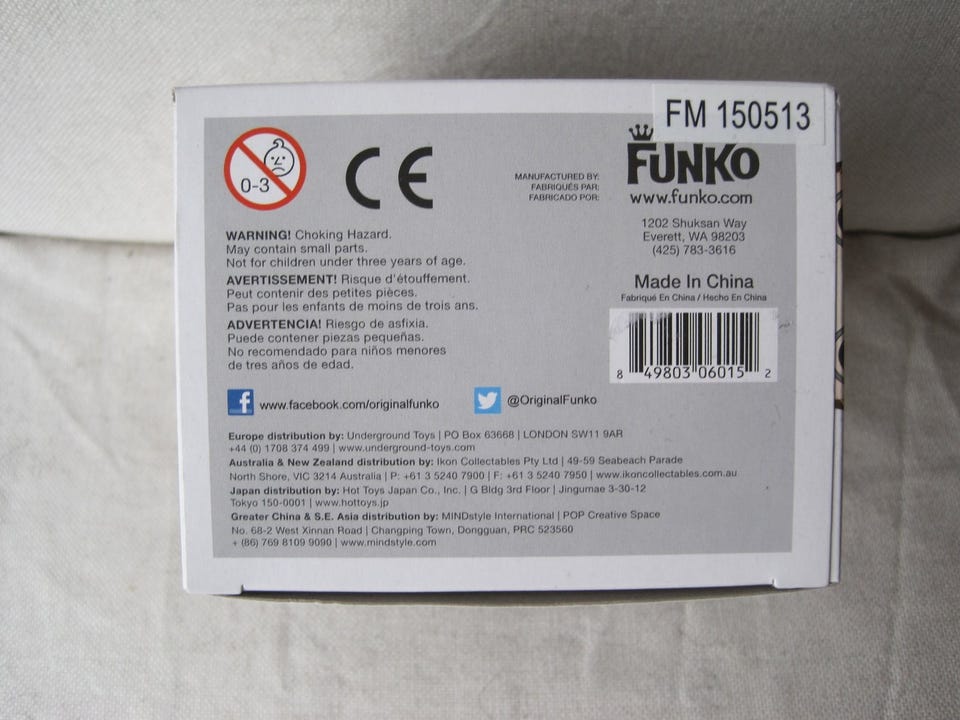 FM 150513
0-3
CE
MANUFACTURED BY:
FABRIQUÉS PAR:
FABRICADO POR:
FUNKO
www.funko.com
1202 Shuksan Way
Everett, WA 98203
(425) 783-3616
WARNING! Choking Hazard.
May contain small parts.
Not for children under three years of age.
AVERTISSEMENT! Risque d'étouffement.
Peut contenir des petites pièces.
Pas pour les enfants de moins de trois ans.
ADVERTENCIA! Riesgo de asfixia.
Puede contener piezas pequeñas.
No recomendado para niños menores
de tres años de edad.
Made In China
Fabriqué En China / Hecho En China
8 49803 06015 2
www.facebook.com/originalfunko
@OriginalFunko
Europe distribution by: Underground Toys | PO Box 63668 | LONDON SW11 9AR
+44 (0) 1708 374 499 | www.underground-toys.com
Australia & New Zealand distribution by: Ikon Collectables Pty Ltd | 49-59 Seabeach Parade
North Shore, VIC 3214 Australia | P: +61 3 5240 7900 | F: +61 3 5240 7950 | www.ikoncollectables.com.au
Japan distribution by: Hot Toys Japan Co., Inc. | G Bldg 3rd Floor | Jingumae 3-30-12
Tokyo 150-0001 | www.hottoys.jp
Greater China & S.E. Asia distribution by: MINDstyle International | POP Creative Space
No. 68-2 West Xinnan Road | Changping Town, Dongguan, PRC 523560
+ (86) 769 8109 9090 | www.mindstyle.com